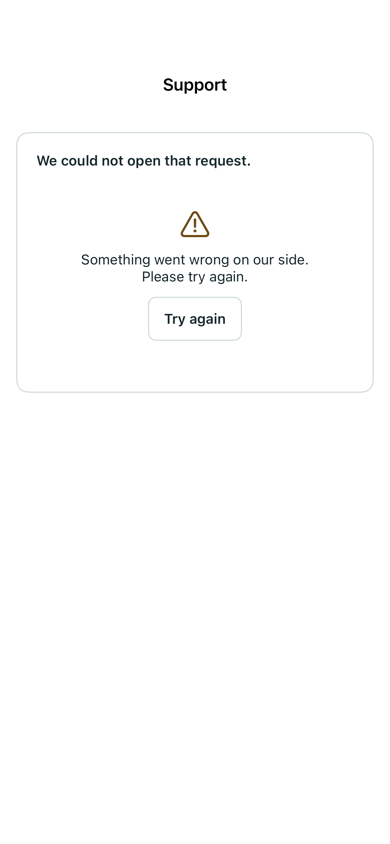 Support
We could not open that request.
Something went wrong on our side.
Please try again.
Try again